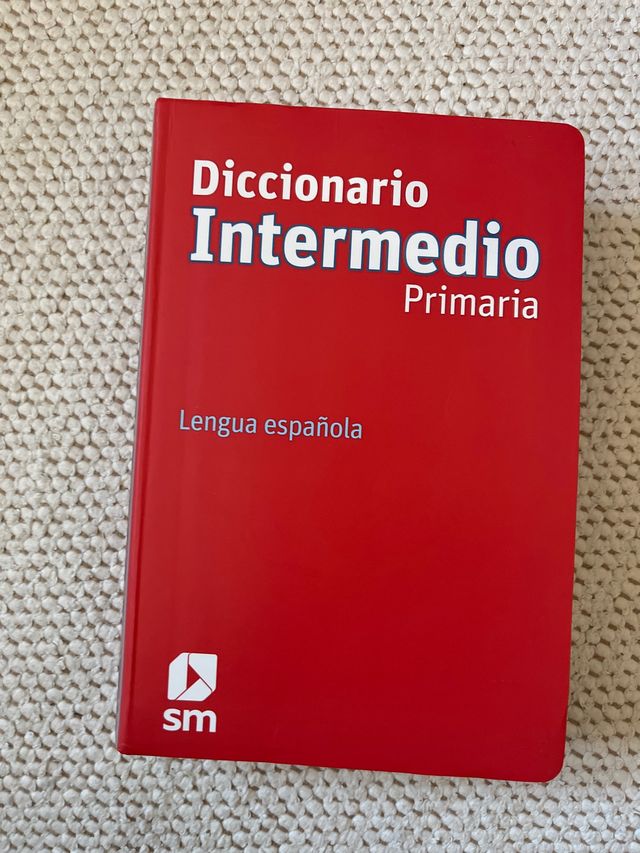 Diccionario
Intermedio
Primaria
Lengua española
sm